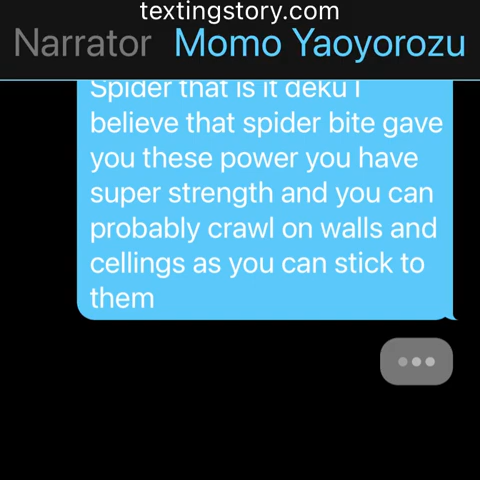 textingstory.com
Narrator Momo Yaoyorozu
Spider that is it deku I
believe that spider bite gave
you these power you have
super strength and you can
probably crawl on walls and
cellings as you can stick to
them